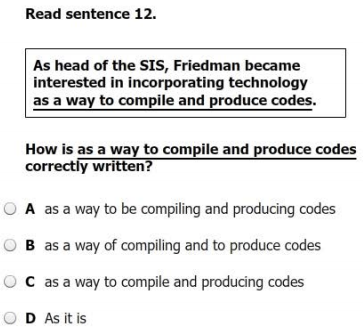 Read sentence 12.
As head of the SIS, Friedman became
interested in incorporating technology
as a way to compile and produce codes.
How is as a way to compile and produce codes
correctly written?
A as a way to be compiling and producing codes
B as a way of compiling and to produce codes
C as a way to compile and producing codes
D As it is